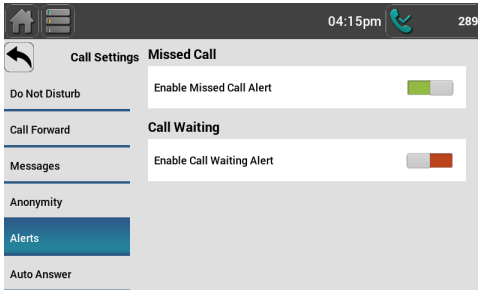 04:15pm
289
Call Settings
Missed Call
Do Not Disturb
Enable Missed Call Alert
Call Forward
Call Waiting
Messages
Enable Call Waiting Alert
Anonymity
Alerts
Auto Answer